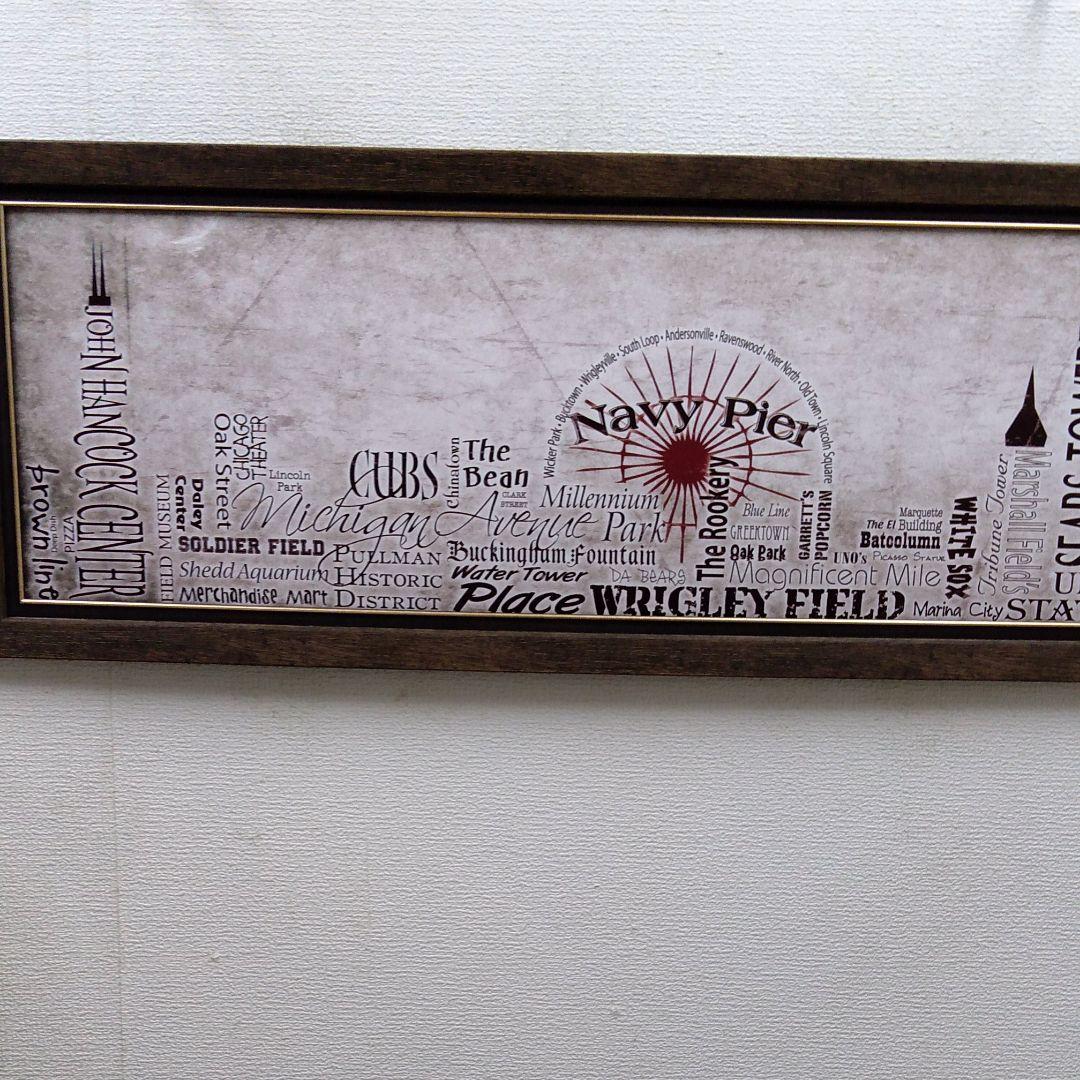 brown line
Deep Dish
PIZZA
JOHN HANCOCK CENTER
FIELD MUSEUM
Daley
Center
Oak Street
CHICAGO
THEATER
Lincoln
Park
Michigan Avenue
SOLDIER FIELD
Shedd Aquarium
Merchandise Mart
CUBS
PULLMAN
HISTORIC
DISTRICT
Chinatown
The
Bean
CLARK
STREET
Buckingham Fountain
Water Tower
Place
DA BEARS
Wicker Park • Bucktown • Wrigleyville • South Loop • Andersonville • Ravenswood • River North • Old Town • Lincoln Square
Navy Pier
Millennium
Park
The Rookery
Blue Line
GREEKTOWN
Oak Park
GARRETT'S
POPCORN
UNO's
Picasso Statue
Magnificent Mile
WRIGLEY FIELD
Marquette
The El Building
Batcolumn
WHITE SOX
Marina City
Tribune Tower
Marshall Field's
SEARS TOWE
U
STA